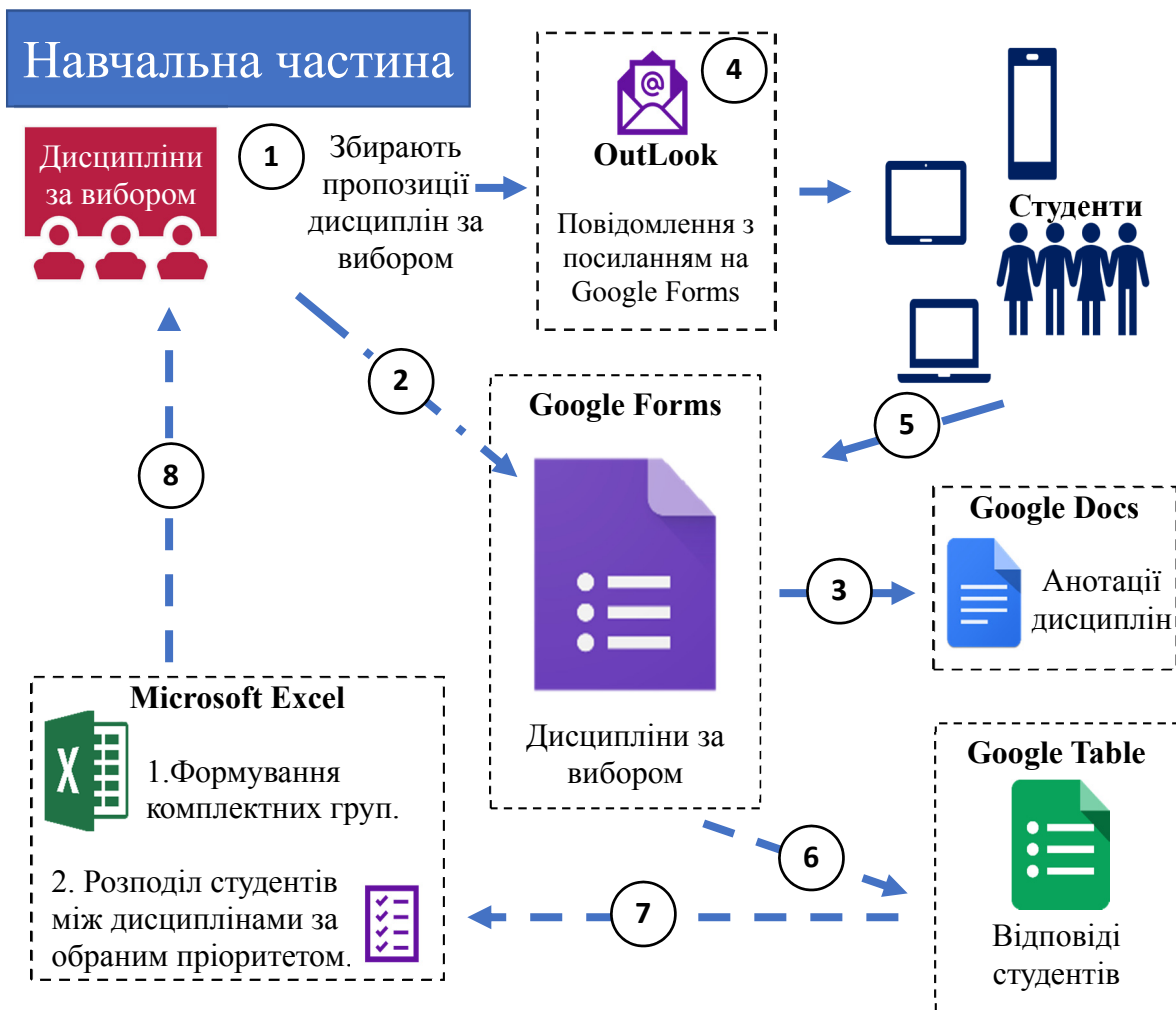 Навчальна частина
Дисципліни
за вибором
1
Збирають
пропозиції
дисциплін за
вибором
4
@
OutLook
Повідомлення з
посиланням на
Google Forms
Студенти
2
5
8
Google Forms
Дисципліни за
вибором
3
Google Docs
Анотації
дисциплін
Microsoft Excel
X
1.Формування
комплектних груп.
2. Розподіл студентів
між дисциплінами за
обраним пріоритетом.
6
7
Google Table
Відповіді
студентів